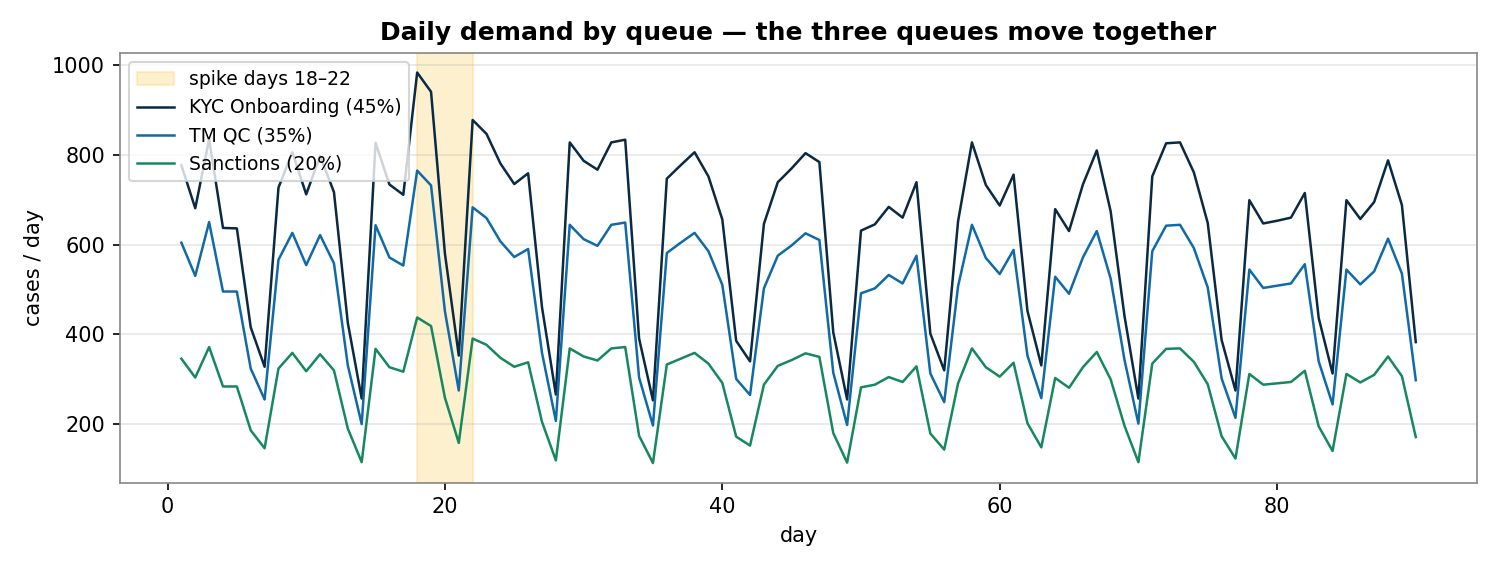 Daily demand by queue — the three queues move together
1000
800
600
400
200
cases / day
spike days 18–22
KYC Onboarding (45%)
TM QC (35%)
Sanctions (20%)
0
20
40
60
80
day